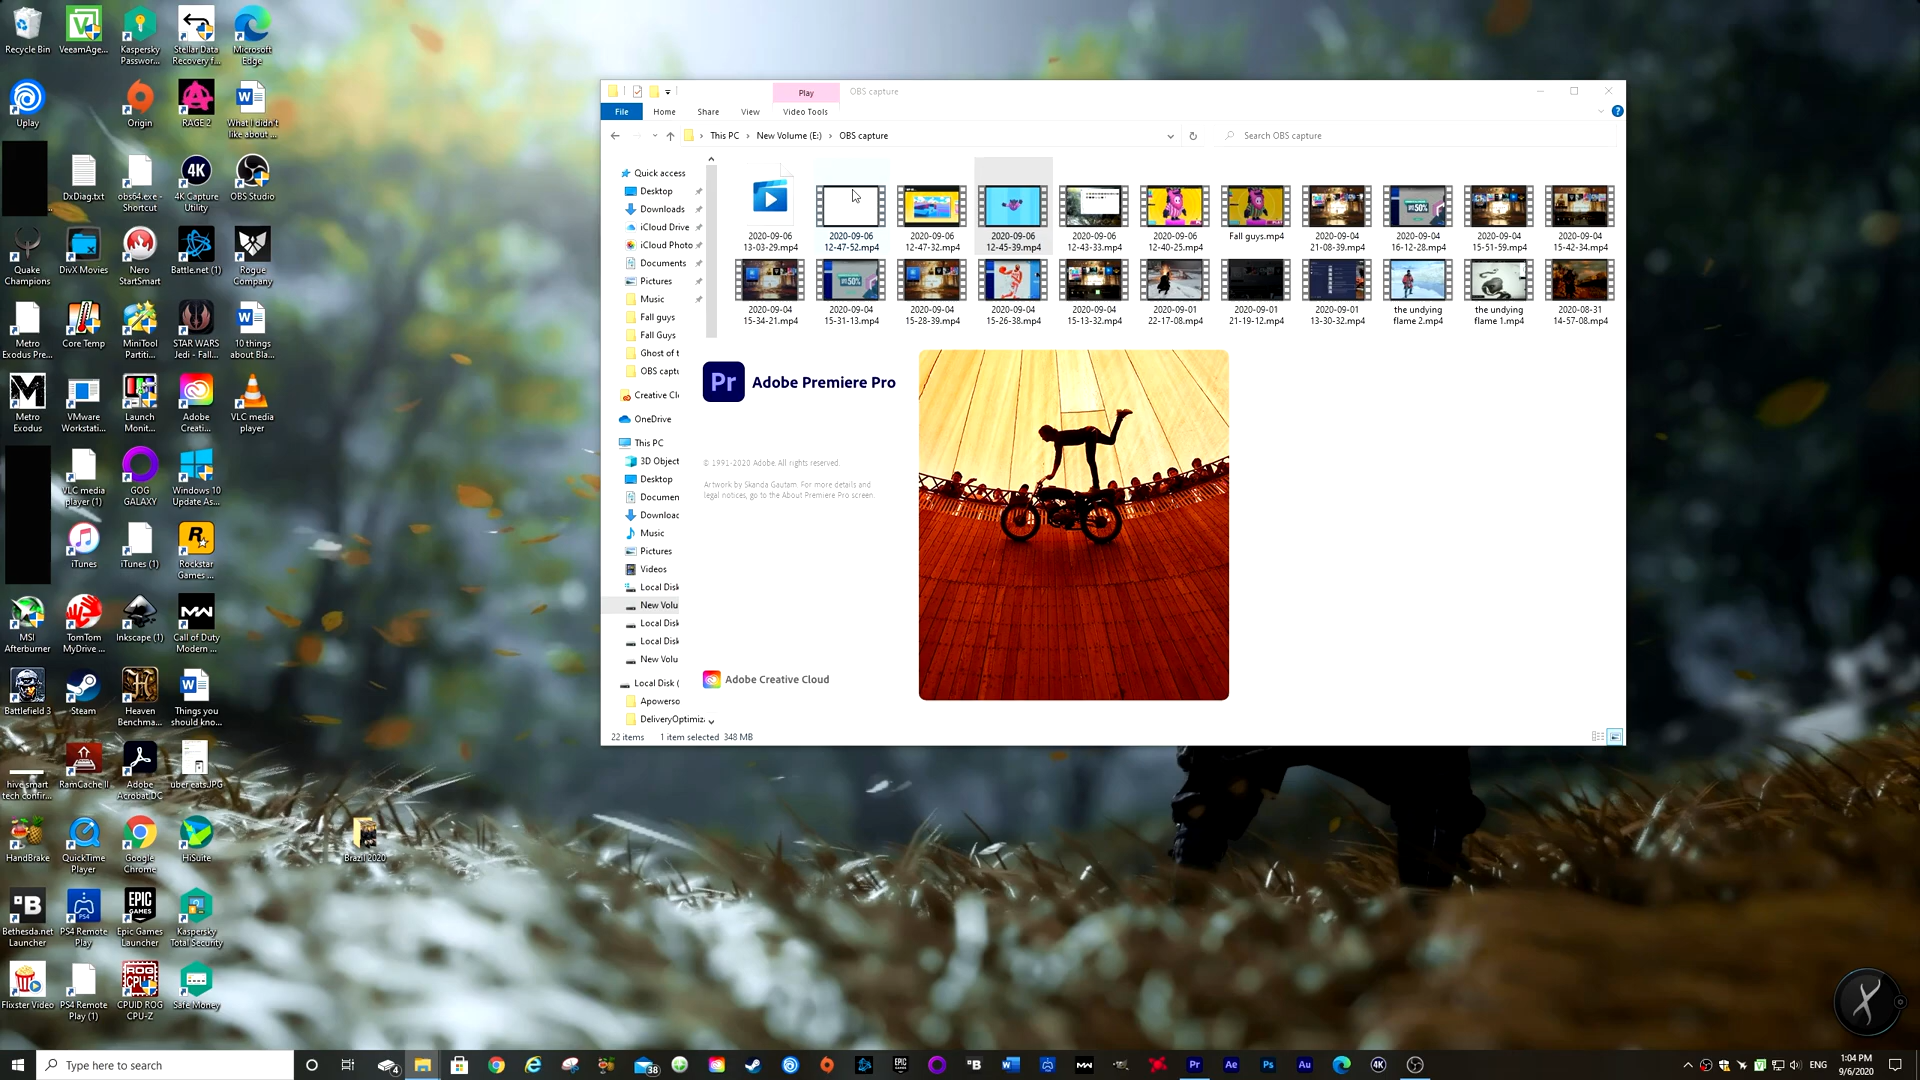 Recycle Bin
VeeamAge...
Kaspersky
Passwor...
Stellar Data
Recovery f...
Microsoft
Edge
Uplay
Origin
RAGE 2
What I didn't
like about ...
DxDiag.txt
obs64.exe -
Shortcut
4K Capture
Utility
OBS Studio
Quake
Champions
DivX Movies
Nero
StartSmart
Battle.net (1)
Rogue
Company
Metro
Exodus Pre...
Core Temp
MiniTool
Partiti...
STAR WARS
Jedi - Fall...
10 things
about Bla...
Metro
Exodus
VMware
Workstati...
Launch
Monit...
Adobe
Creati...
VLC media
player
VLC media
player (1)
GOG
GALAXY
Windows 10
Update As...
iTunes
iTunes (1)
Rockstar
Games ...
MSI
Afterburner
TomTom
MyDrive ...
Inkscape (1)
Call of Duty
Modern ...
Battlefield 3
Steam
Heaven
Benchma...
Things you
should kno...
hive smart
tech confir...
RamCache II
Adobe
Acrobat DC
uber eats.JPG
HandBrake
QuickTime
Player
Google
Chrome
HiSuite
Brazil 2020
Bethesda.net
Launcher
PS4 Remote
Play
Epic Games
Launcher
Kaspersky
Total Security
Flixster Video
PS4 Remote
Play (1)
CPUID ROG
CPU-Z
Safe Money
Play
OBS capture
File
Home
Share
View
Video Tools
This PC
New Volume (E:)
OBS capture
Search OBS capture
Quick access
Desktop
Downloads
iCloud Drive
iCloud Photo
Documents
Pictures
Music
Fall guys
Fall Guys
Ghost of t
OBS captu
Creative Cl
OneDrive
This PC
3D Object
Desktop
Documen
Downloac
Music
Pictures
Videos
Local Disk
New Volu
Local Disk
Local Disk
New Volu
Local Disk (
Apowerso
DeliveryOptimiz
2020-09-06
13-03-29.mp4
2020-09-06
12-47-52.mp4
2020-09-06
12-47-32.mp4
2020-09-06
12-45-39.mp4
2020-09-06
12-43-33.mp4
2020-09-06
12-40-25.mp4
Fall guys.mp4
2020-09-04
21-08-39.mp4
2020-09-04
16-12-28.mp4
2020-09-04
15-51-59.mp4
2020-09-04
15-42-34.mp4
2020-09-04
15-34-21.mp4
2020-09-04
15-31-13.mp4
2020-09-04
15-28-39.mp4
2020-09-04
15-26-38.mp4
2020-09-04
15-13-32.mp4
2020-09-01
22-17-08.mp4
2020-09-01
21-19-12.mp4
2020-09-01
13-30-32.mp4
the undying
flame 2.mp4
the undying
flame 1.mp4
2020-08-31
14-57-08.mp4
Pr
Adobe Premiere Pro
© 1991-2020 Adobe. All rights reserved.
Artwork by Skanda Gautam. For more details and
legal notices, go to the About Premiere Pro screen.
Adobe Creative Cloud
22 items
1 item selected 348 MB
Type here to search
ENG
1:04 PM
9/6/2020